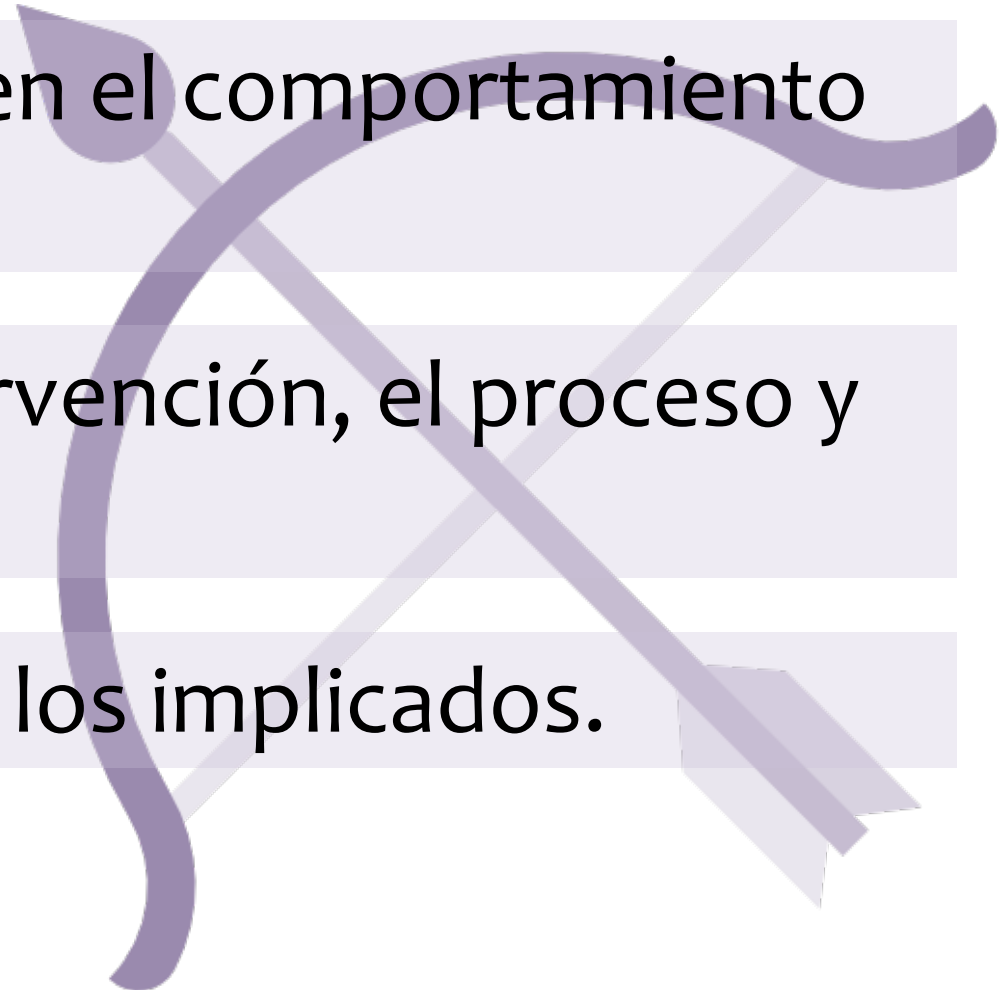 en el comportamiento
rvención, el proceso y
los implicados.